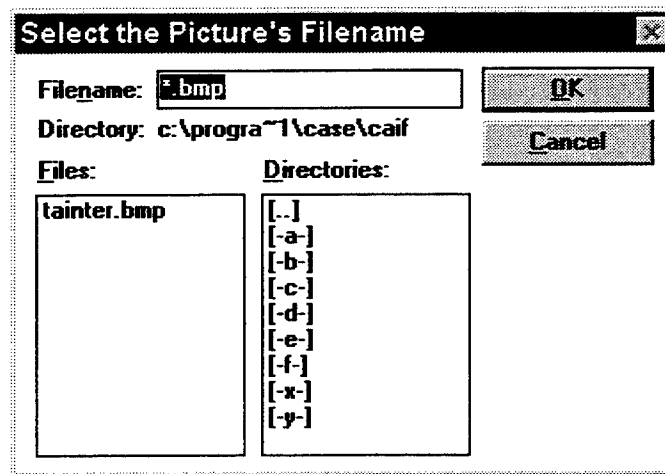 Select the Picture's Filename
Filename: *.bmp
OK
Directory: c:\progra~1\case\caif
Cancel
Files:
Directories:
tainter.bmp
[..]
[-a-]
[-b-]
[-c-]
[-d-]
[-e-]
[-f-]
[-x-]
[-y-]